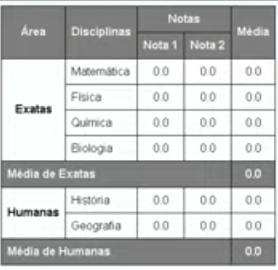 Área Disciplinas Notas Média
Nota 1 Nota 2
Exatas
Matemática 0.0 0.0 0.0
Física 0.0 0.0 0.0
Química 0.0 0.0 0.0
Biologia 0.0 0.0 0.0
Média de Exatas 0.0
Humanas
História 0.0 0.0 0.0
Geografia 0.0 0.0 0.0
Média de Humanas 0.0